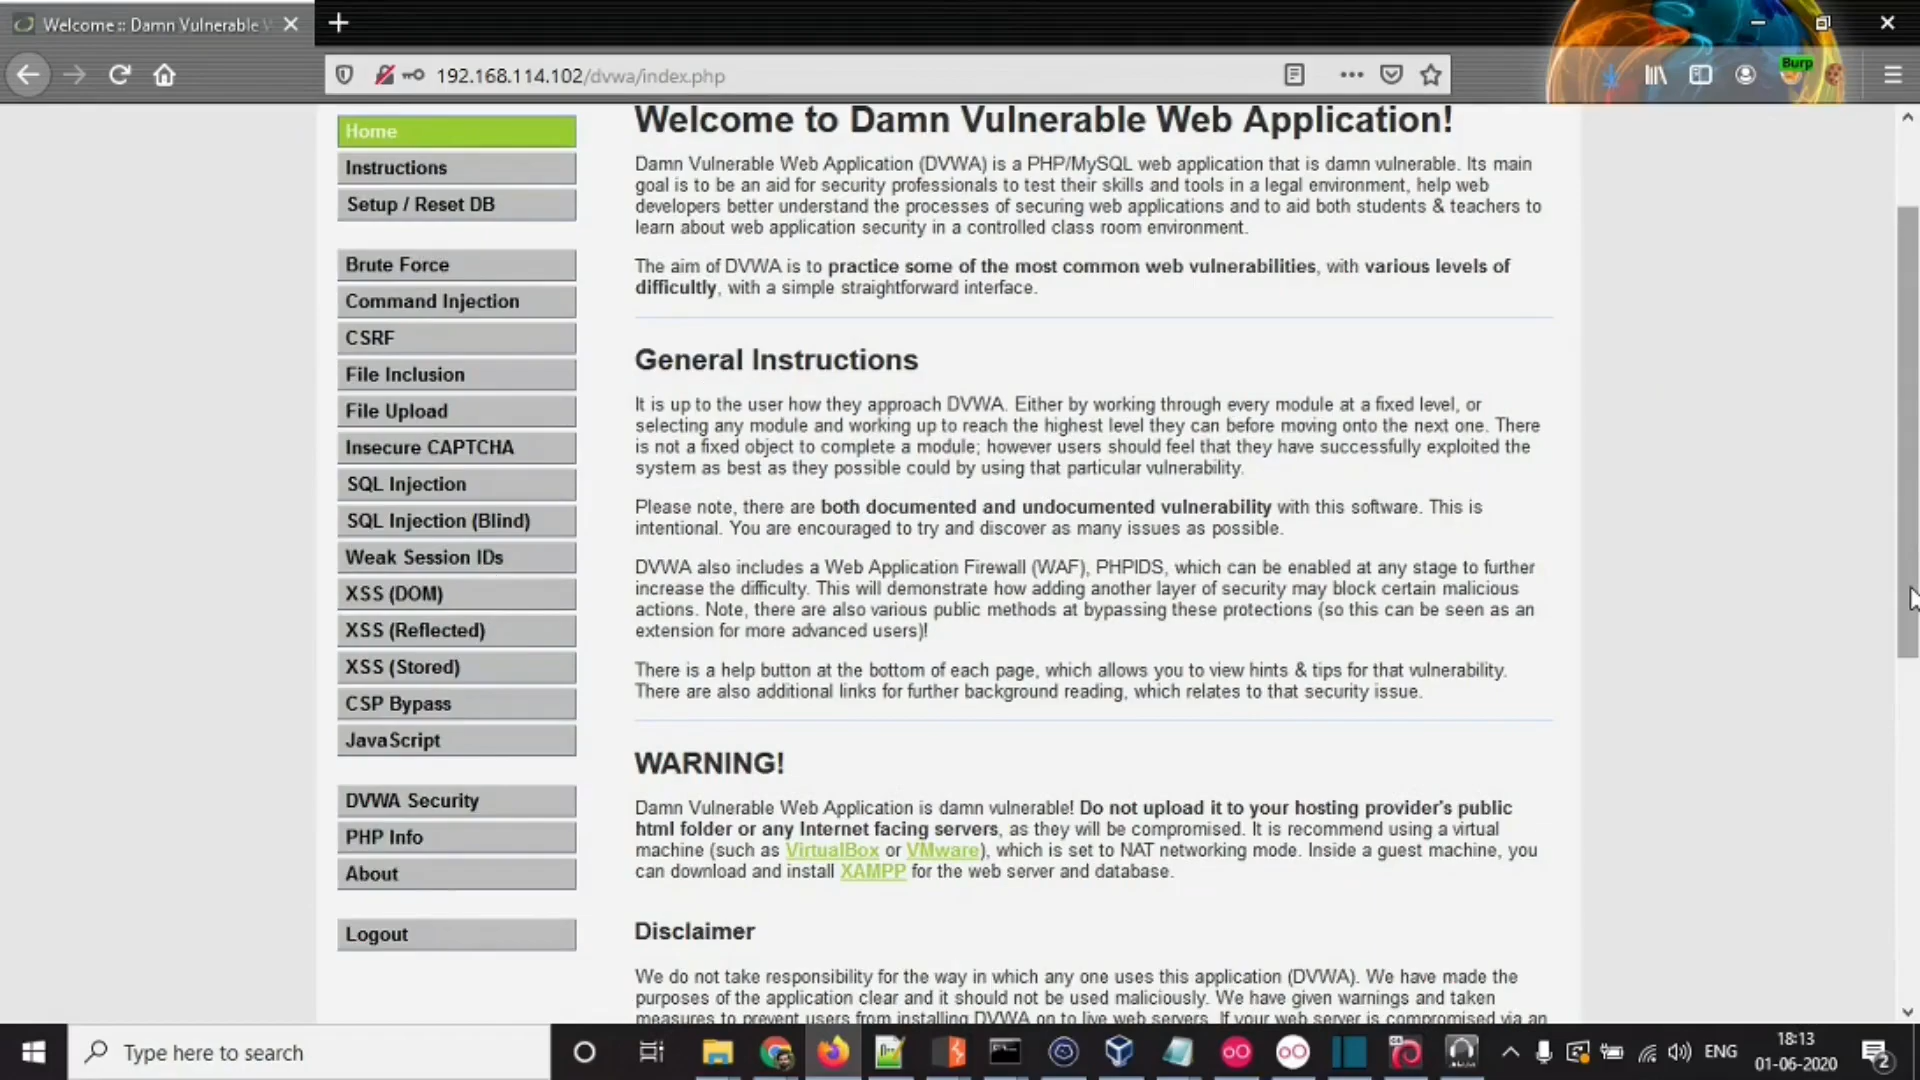 Welcome :: Damn Vulnerable
192.168.114.102/dvwa/index.php
Burp
Home
Instructions
Setup / Reset DB
Brute Force
Command Injection
CSRF
File Inclusion
File Upload
Insecure CAPTCHA
SQL Injection
SQL Injection (Blind)
Weak Session IDs
XSS (DOM)
XSS (Reflected)
XSS (Stored)
CSP Bypass
JavaScript
DVWA Security
PHP Info
About
Logout
Welcome to Damn Vulnerable Web Application!
Damn Vulnerable Web Application (DVWA) is a PHP/MySQL web application that is damn vulnerable. Its main
goal is to be an aid for security professionals to test their skills and tools in a legal environment, help web
developers better understand the processes of securing web applications and to aid both students & teachers to
learn about web application security in a controlled class room environment.
The aim of DVWA is to practice some of the most common web vulnerabilities, with various levels of
difficultly, with a simple straightforward interface.
General Instructions
It is up to the user how they approach DVWA. Either by working through every module at a fixed level, or
selecting any module and working up to reach the highest level they can before moving onto the next one. There
is not a fixed object to complete a module; however users should feel that they have successfully exploited the
system as best as they possible could by using that particular vulnerability.
Please note, there are both documented and undocumented vulnerability with this software. This is
intentional. You are encouraged to try and discover as many issues as possible.
DVWA also includes a Web Application Firewall (WAF), PHPIDS, which can be enabled at any stage to further
increase the difficulty. This will demonstrate how adding another layer of security may block certain malicious
actions. Note, there are also various public methods at bypassing these protections (so this can be seen as an
extension for more advanced users)!
There is a help button at the bottom of each page, which allows you to view hints & tips for that vulnerability.
There are also additional links for further background reading, which relates to that security issue.
WARNING!
Damn Vulnerable Web Application is damn vulnerable! Do not upload it to your hosting provider's public
html folder or any Internet facing servers, as they will be compromised. It is recommend using a virtual
machine (such as VirtualBox or VMware), which is set to NAT networking mode. Inside a guest machine, you
can download and install XAMPP for the web server and database.
Disclaimer
We do not take responsibility for the way in which any one uses this application (DVWA). We have made the
purposes of the application clear and it should not be used maliciously. We have given warnings and taken
measures to prevent users from installing DVWA on to live web servers. If your web server is compromised via an
Type here to search
ENG
18:13
01-06-2020
2